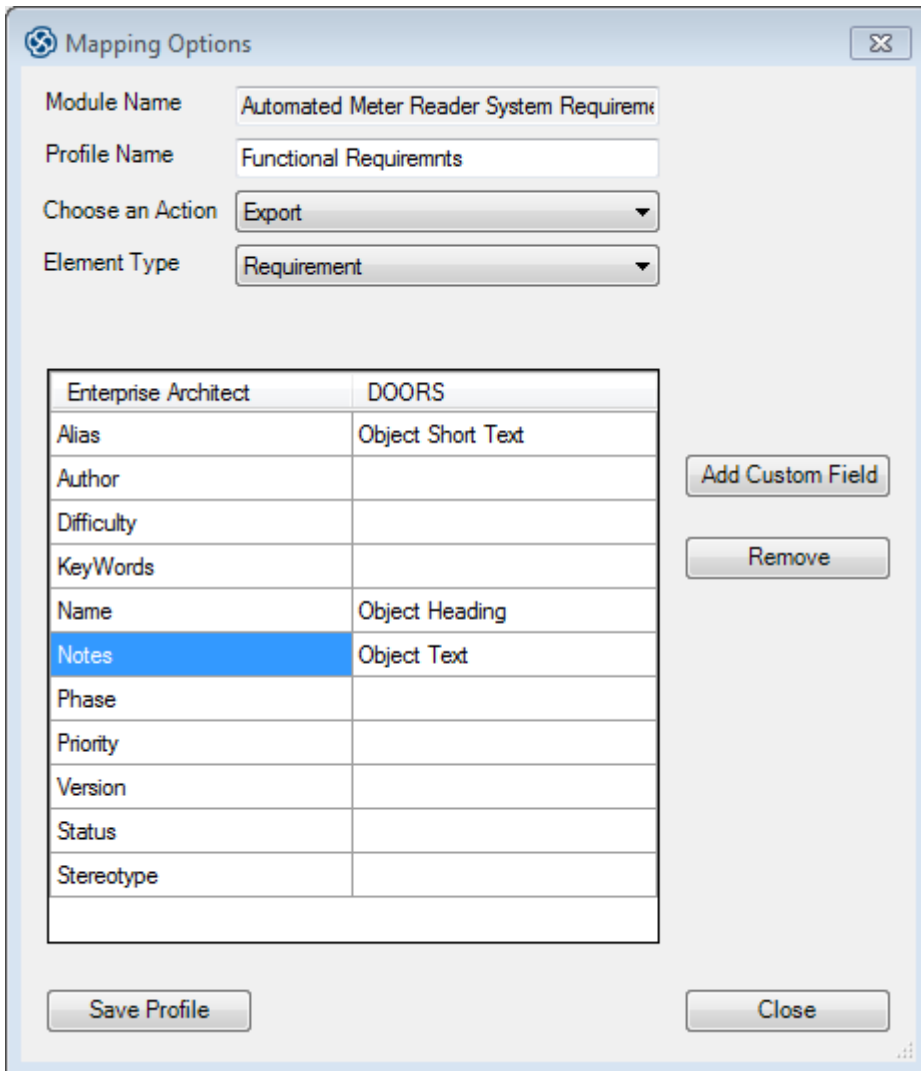 Mapping Options
Module Name Automated Meter Reader System Requireme
Profile Name Functional Requiremnts
Choose an Action Export
Element Type Requirement
Enterprise Architect DOORS
Alias Object Short Text
Author
Add Custom Field
Difficulty
KeyWords
Remove
Name Object Heading
Notes Object Text
Phase
Priority
Version
Status
Stereotype
Save Profile Close